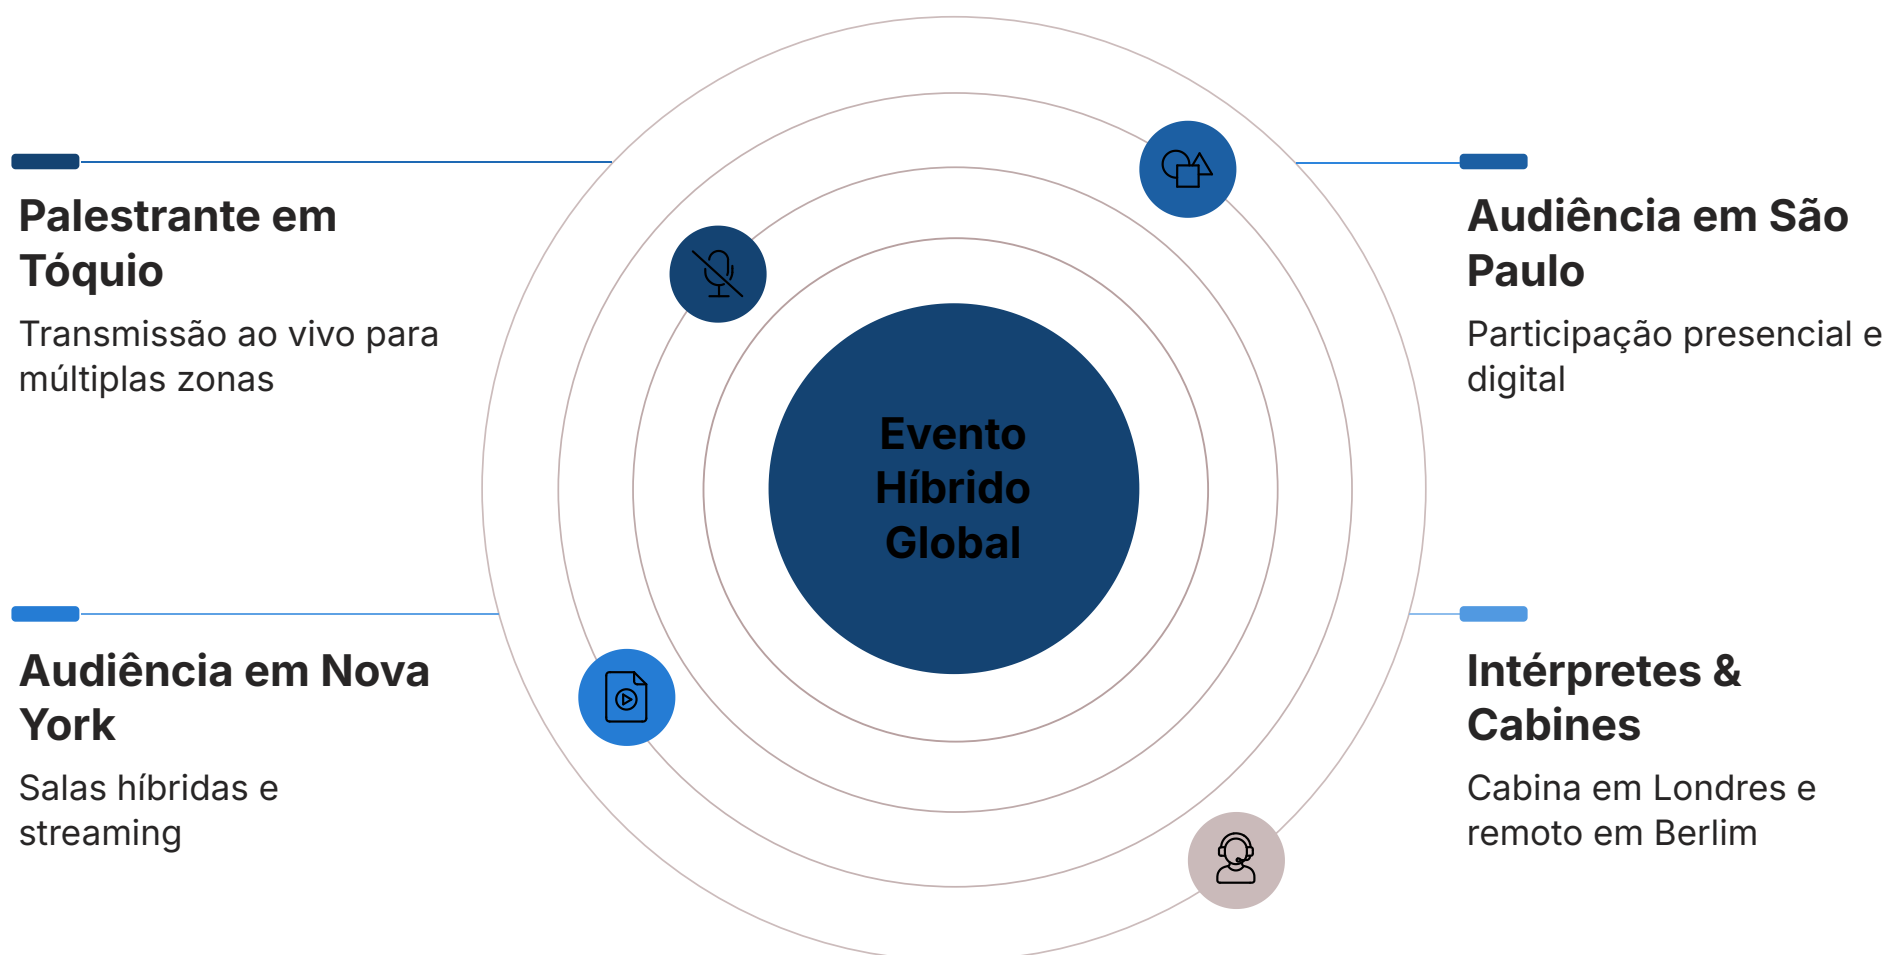 Palestrante em
Tóquio
Transmissão ao vivo para
múltiplas zonas
Audiência em São
Paulo
Participação presencial e
digital
Evento
Híbrido
Global
Audiência em Nova
York
Salas híbridas e
streaming
Intérpretes &
Cabines
Cabina em Londres e
remoto em Berlim